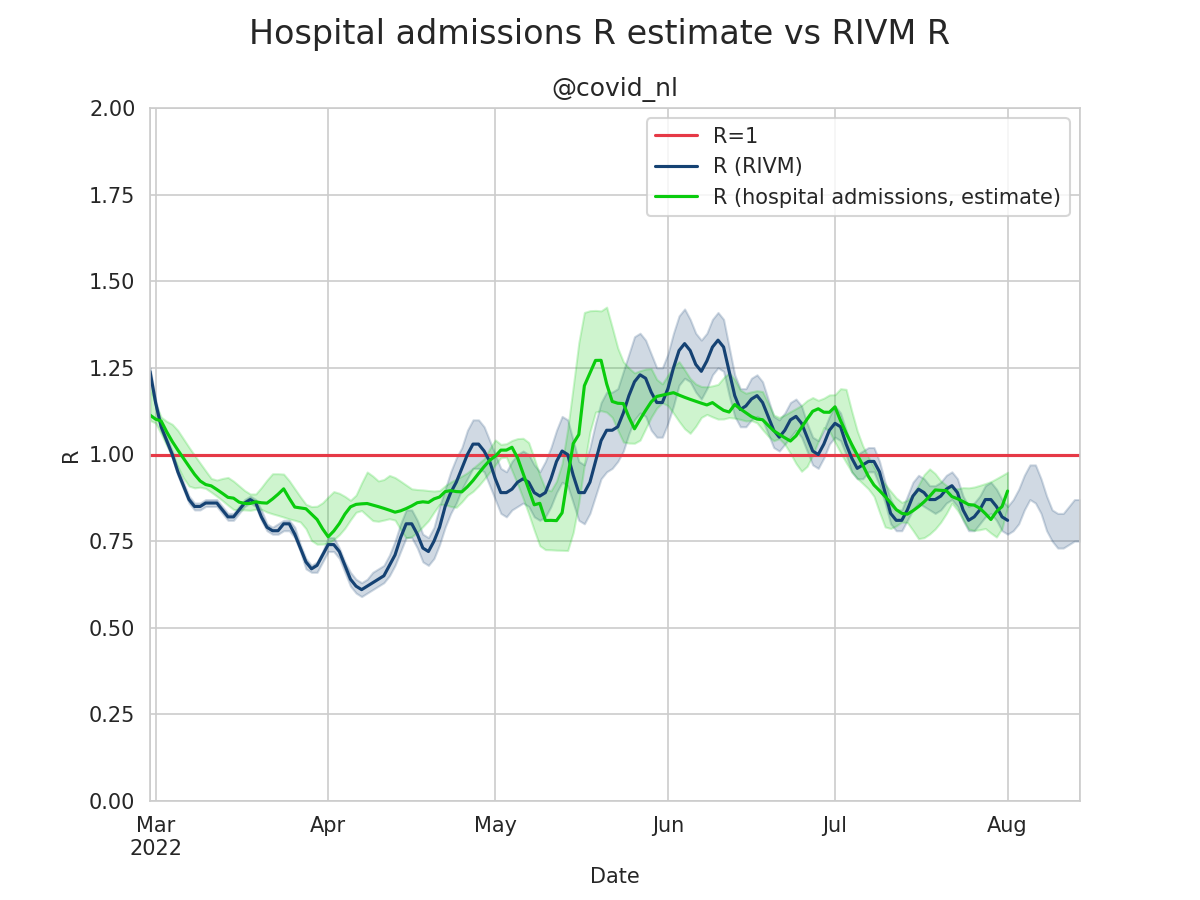 Hospital admissions R estimate vs RIVM R
@covid_nl
R=1
R (RIVM)
R (hospital admissions, estimate)
2.00
1.75
1.50
1.25
1.00
0.75
0.50
0.25
0.00
R
Mar Apr May Jun Jul Aug
2022
Date